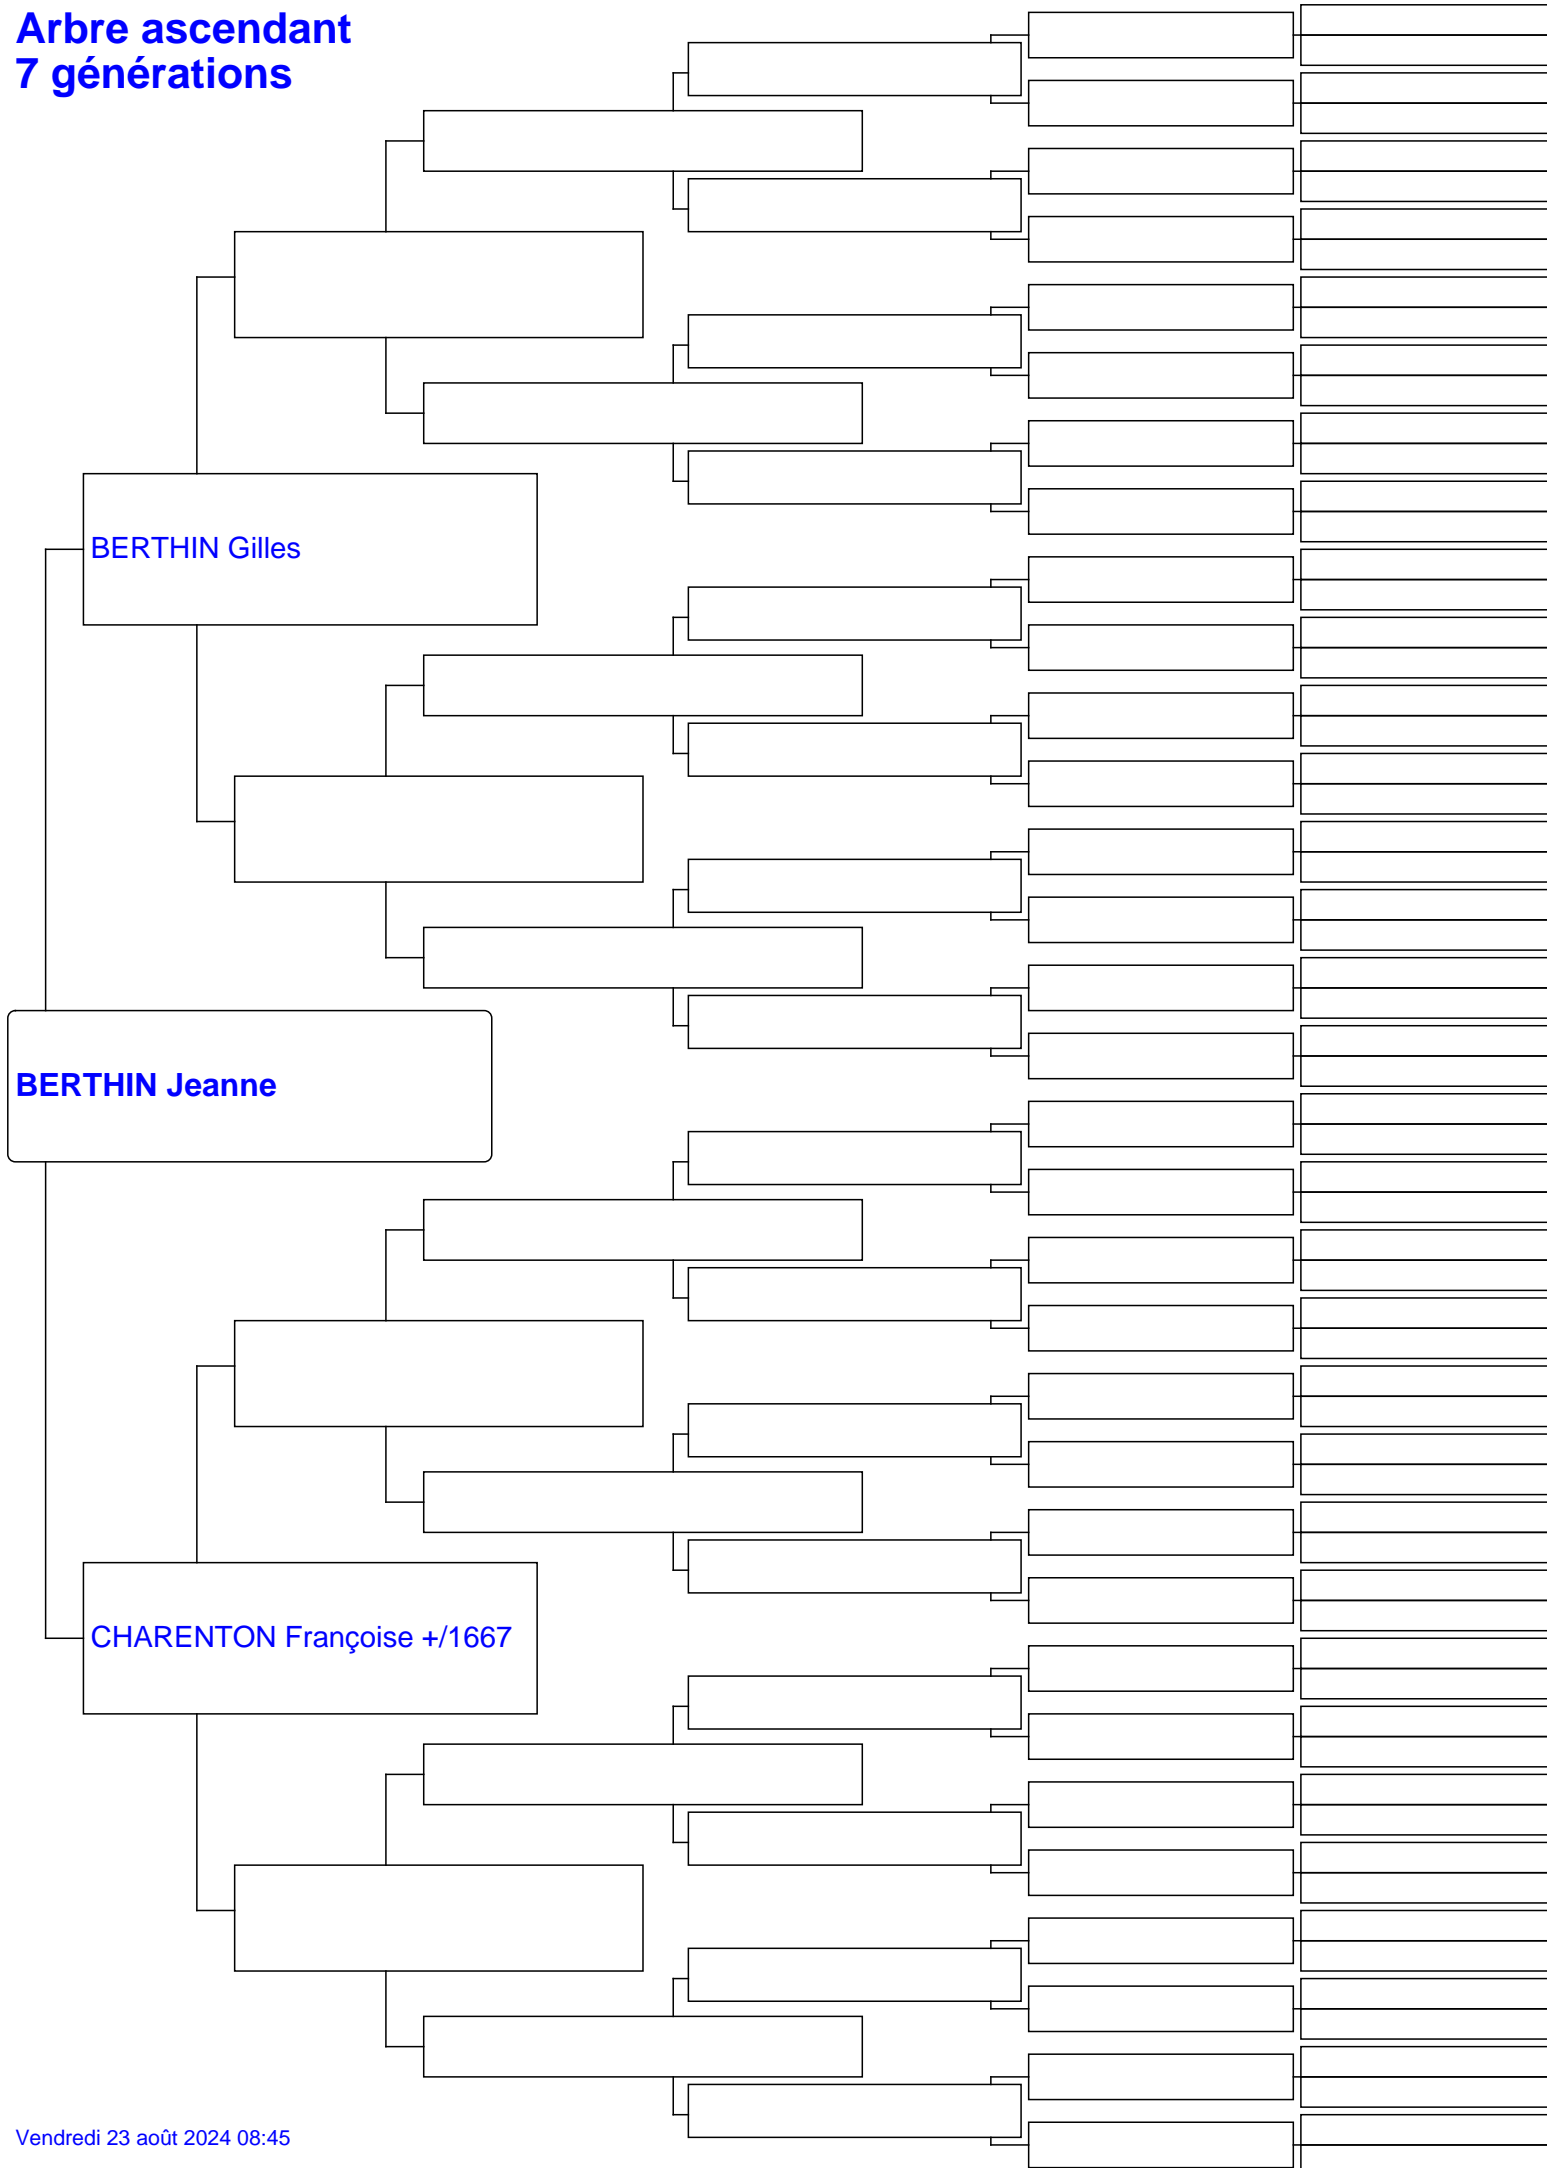 Arbre ascendant
7 générations
BERTHIN Gilles
BERTHIN Jeanne
CHARENTON Françoise +/1667
Vendredi 23 août 2024 08:45